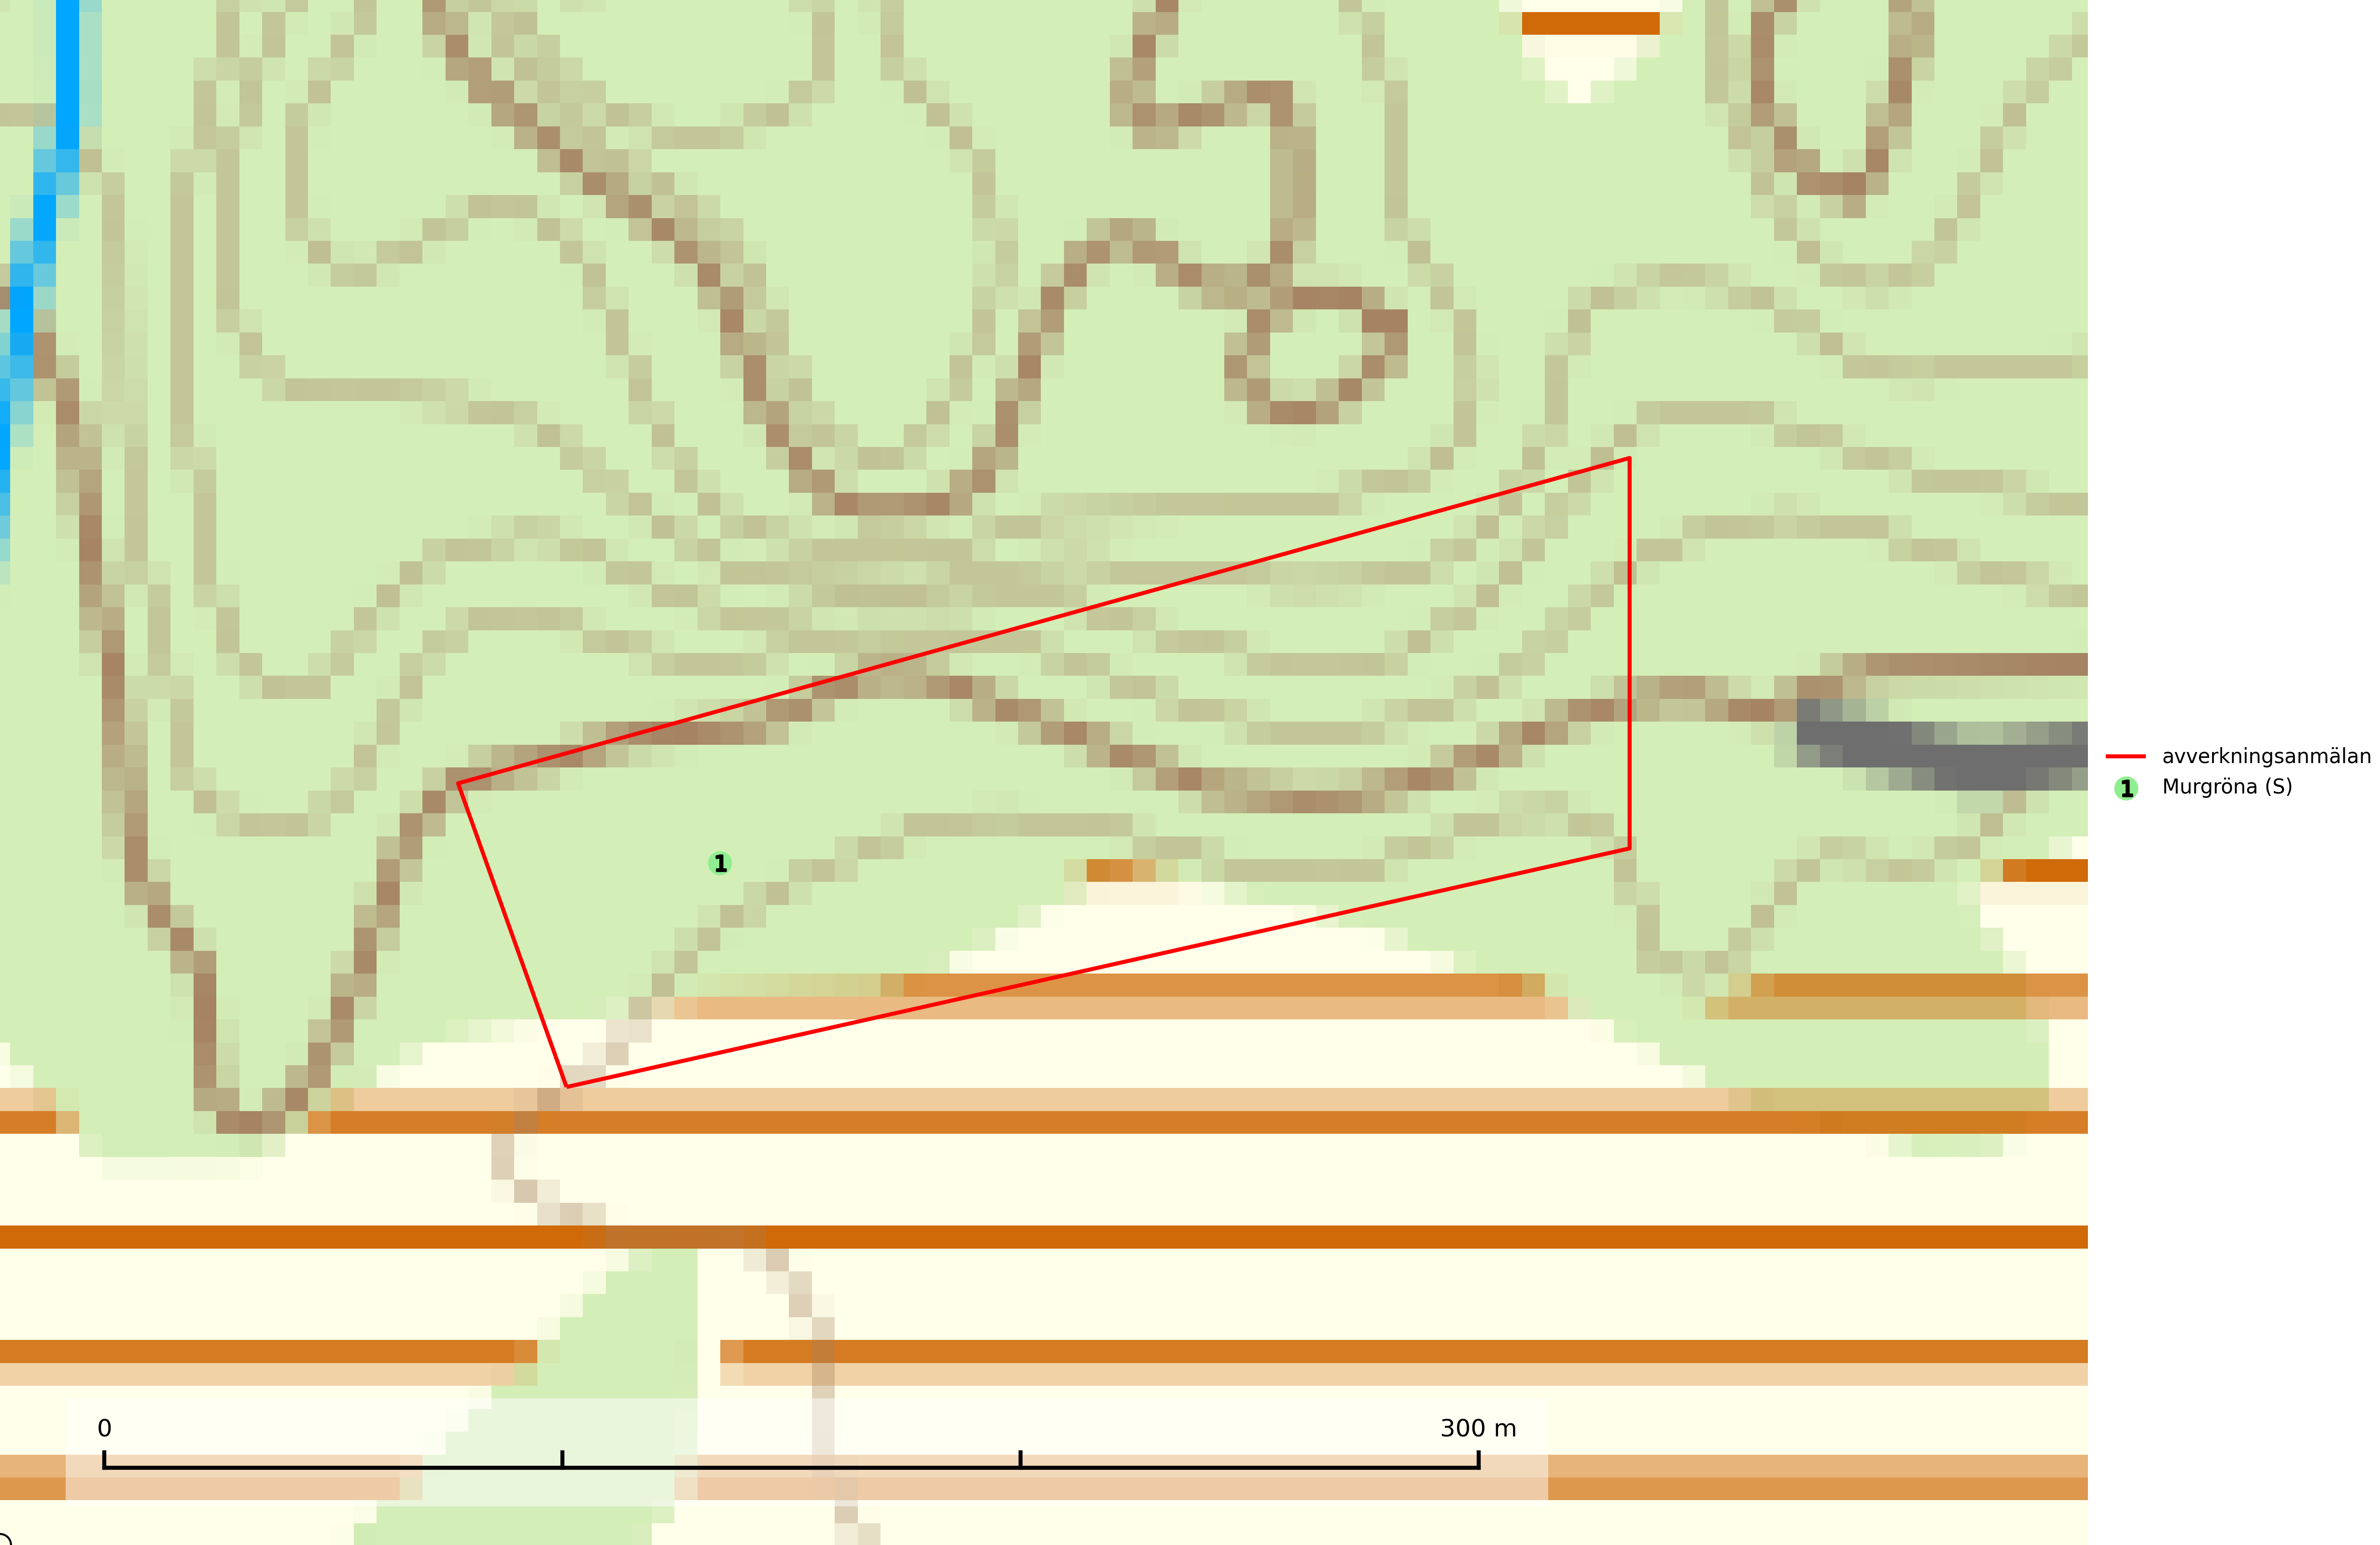 avverkningsanmälan
1 Murgröna (S)
1
0 300 m